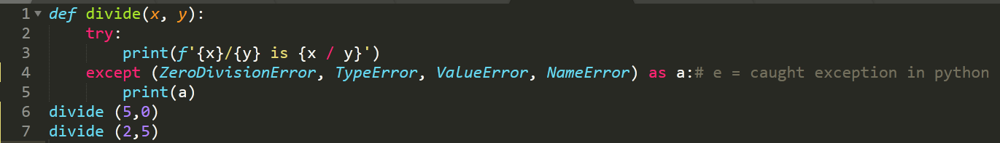 1 def divide(x, y):
2     try:
3         print(f'{x}/{y} is {x / y}')
4     except (ZeroDivisionError, TypeError, ValueError, NameError) as a:# e = caught exception in python
5         print(a)
6 divide (5,0)
7 divide (2,5)